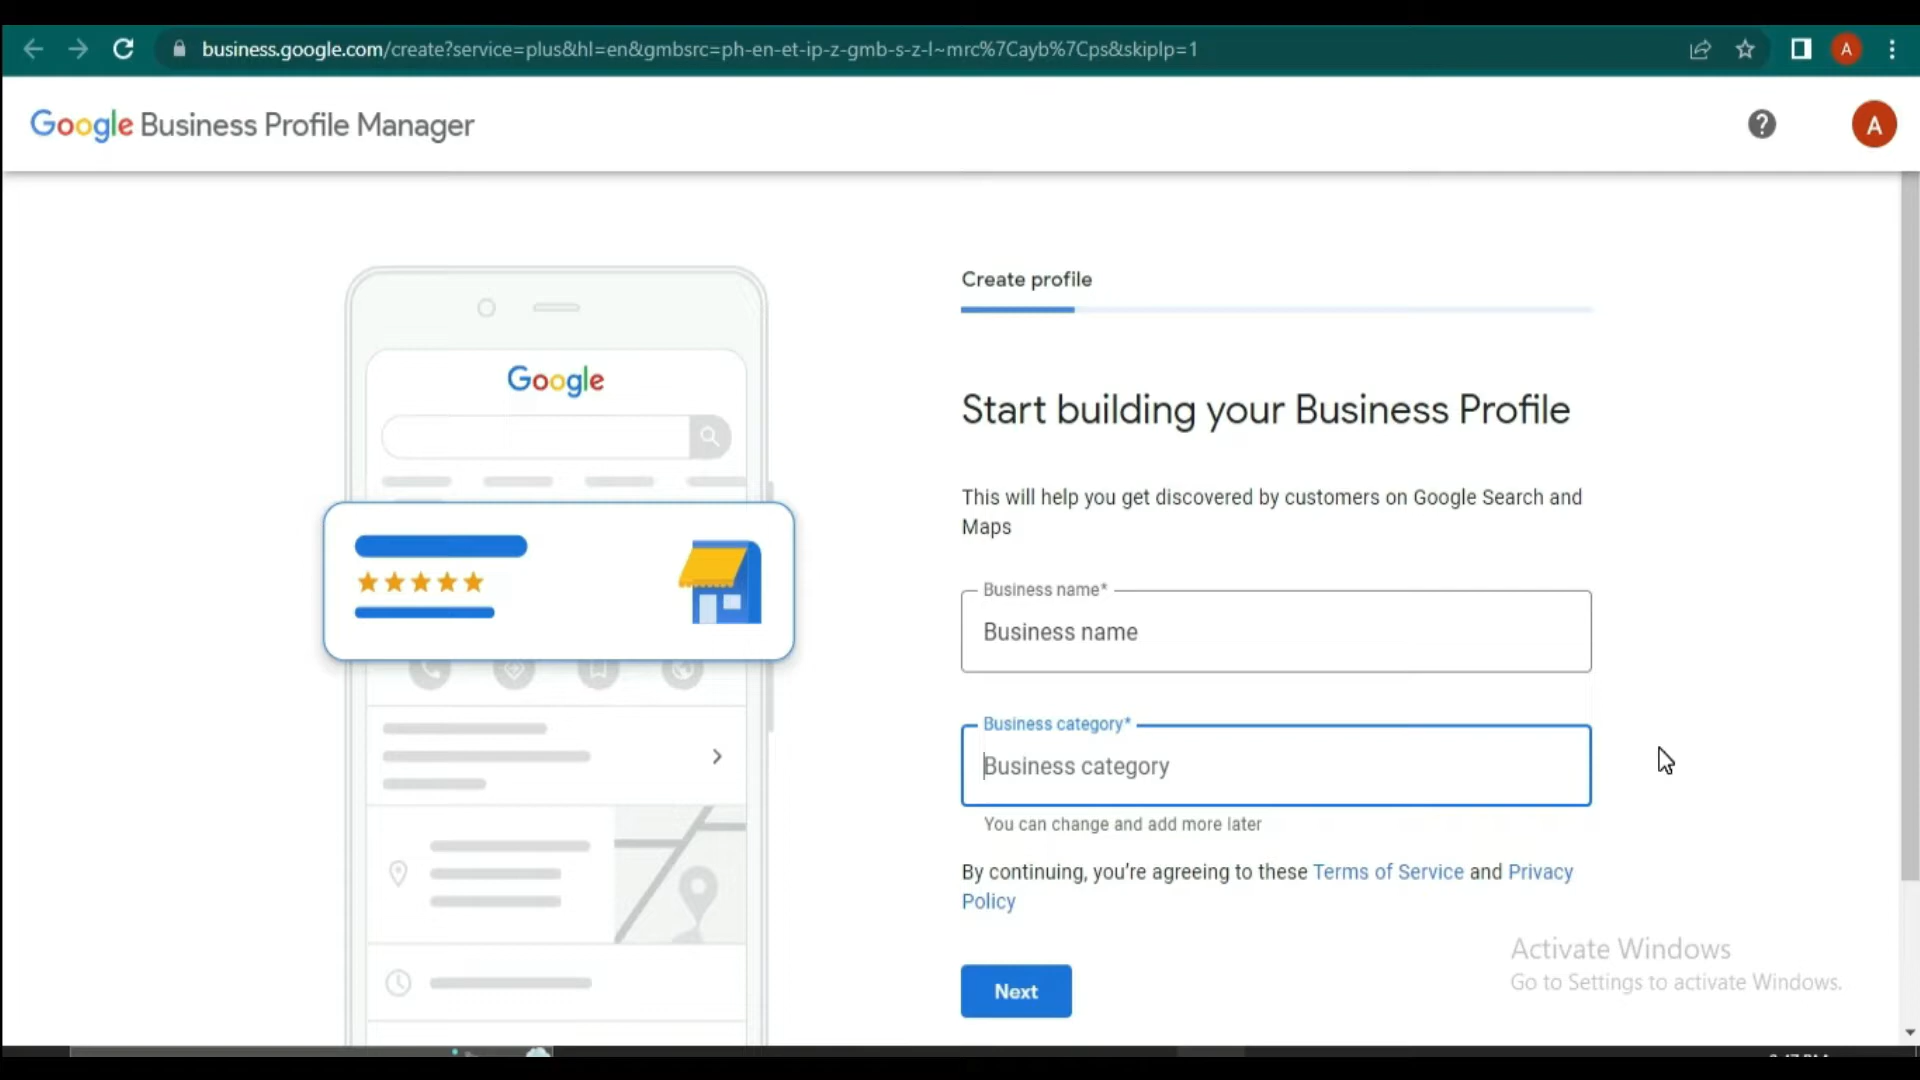 business.google.com/create?service=plus&hl=en&gmbsrc=ph-en-et-ip-z-gmb-s-z-l~mrc%7Cayb%7Cps&skiplp=1
A
Google Business Profile Manager
?
A
Create profile
Google
Start building your Business Profile
This will help you get discovered by customers on Google Search and
Maps
Business name*
Business name
Business category*
Business category
You can change and add more later
By continuing, you're agreeing to these Terms of Service and Privacy
Policy
Activate Windows
Go to Settings to activate Windows.
Next